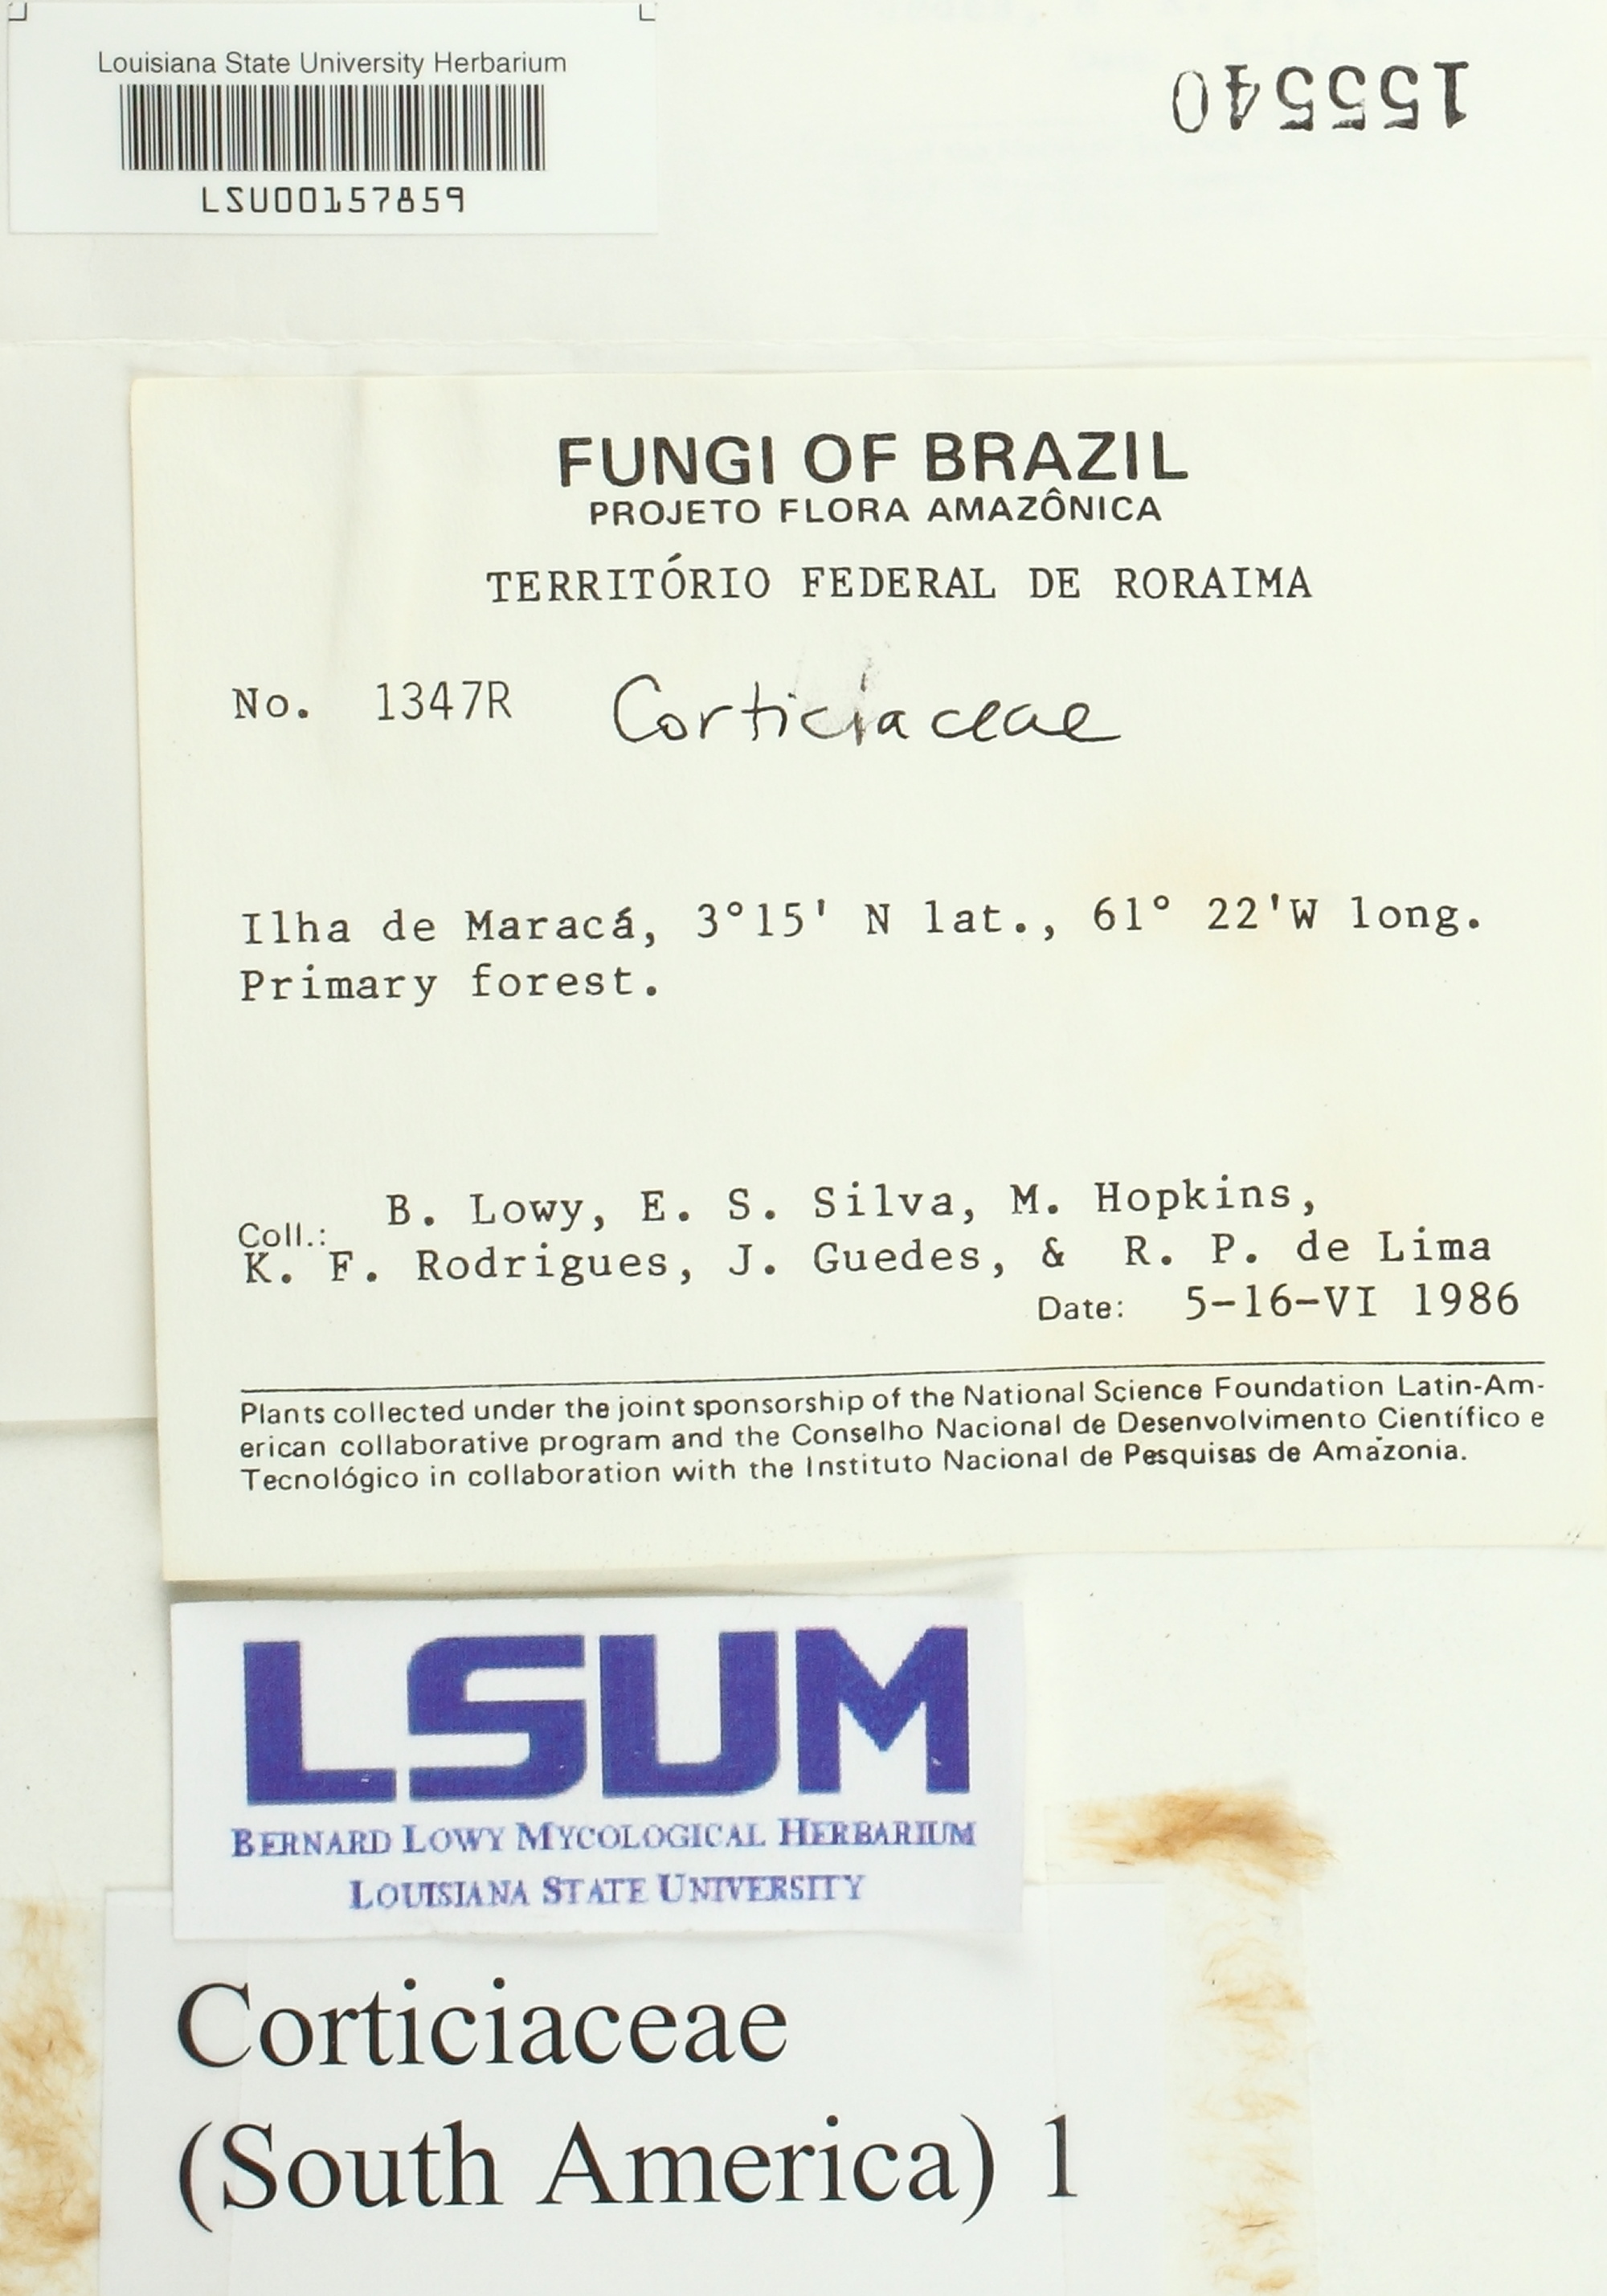 Louisiana State University Herbarium
LSU00157859
155540
FUNGI OF BRAZIL
PROJETO FLORA AMAZÔNICA
TERRITÓRIO FEDERAL DE RORAIMA
No. 1347R Corticiaceae
Ilha de Maracá, 3°15' N lat., 61° 22'W long.
Primary forest.
Coll.: B. Lowy, E. S. Silva, M. Hopkins,
K. F. Rodrigues, J. Guedes, & R. P. de Lima
Date: 5-16-VI 1986
Plants collected under the joint sponsorship of the National Science Foundation Latin-Am-
erican collaborative program and the Conselho Nacional de Desenvolvimento Científico e
Tecnológico in collaboration with the Instituto Nacional de Pesquisas de Amazonia.
LSUM
BERNARD LOWY MYCOLOGICAL HERBARIUM
LOUISIANA STATE UNIVERSITY
Corticiaceae
(South America) 1